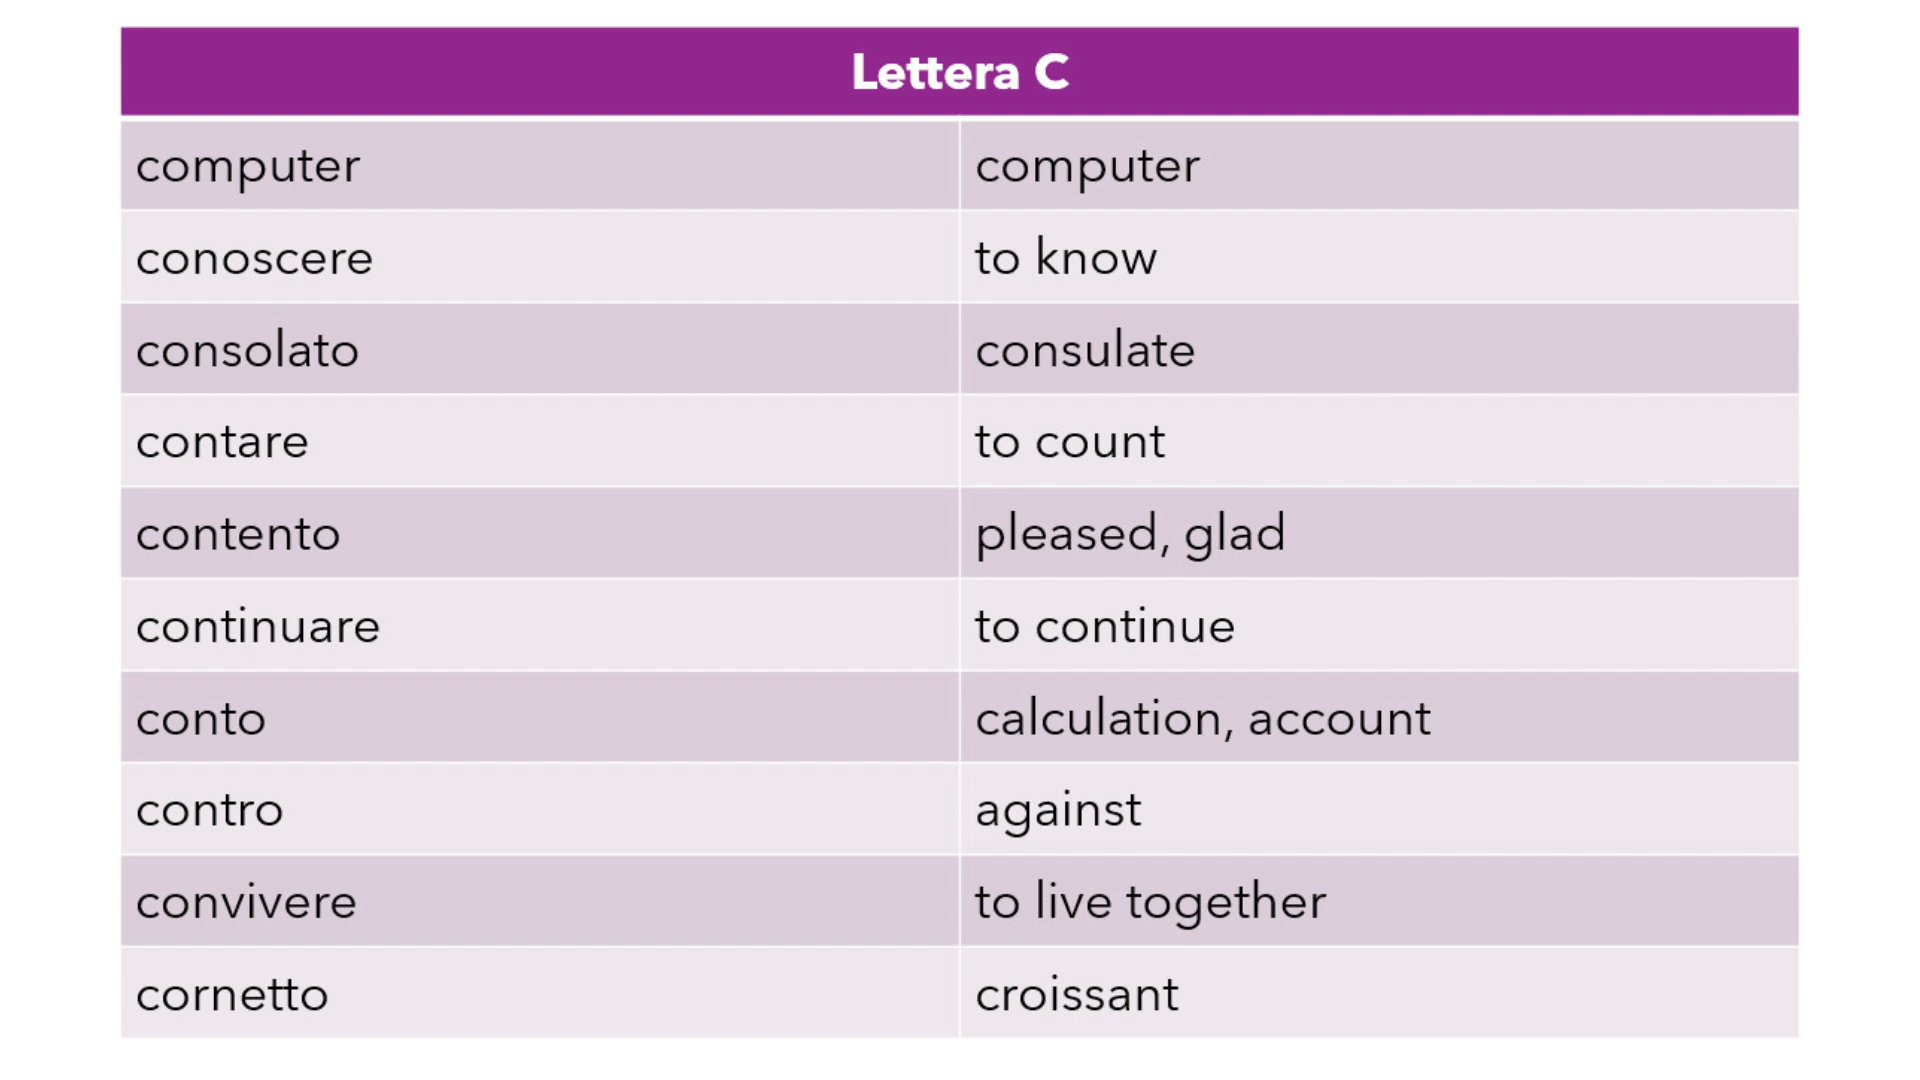 Lettera C
computer computer
conoscere to know
consolato consulate
contare to count
contento pleased, glad
continuare to continue
conto calculation, account
contro against
convivere to live together
cornetto croissant